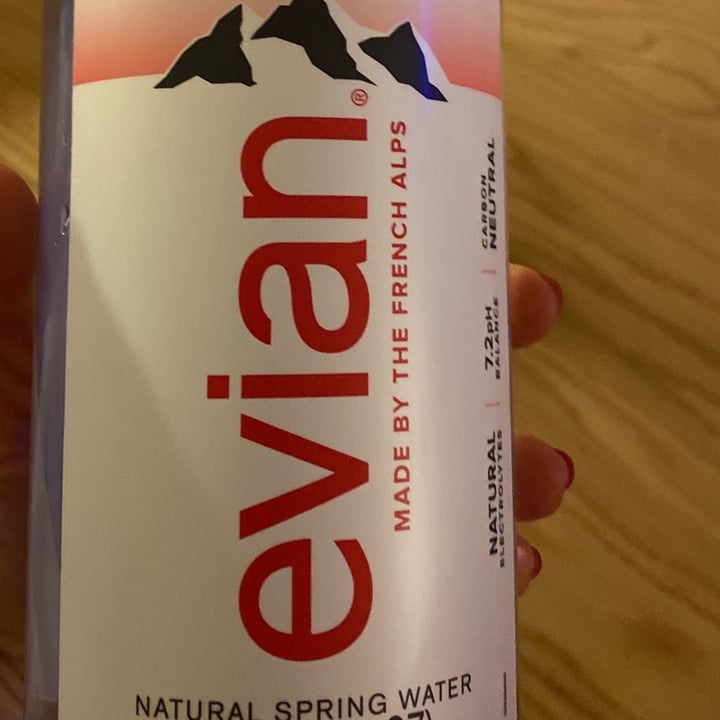 evian®
MADE BY THE FRENCH ALPS
NATURAL
ELECTROLYTES
|
7.2pH
BALANCE
|
CARBON
NEUTRAL
NATURAL SPRING WATER